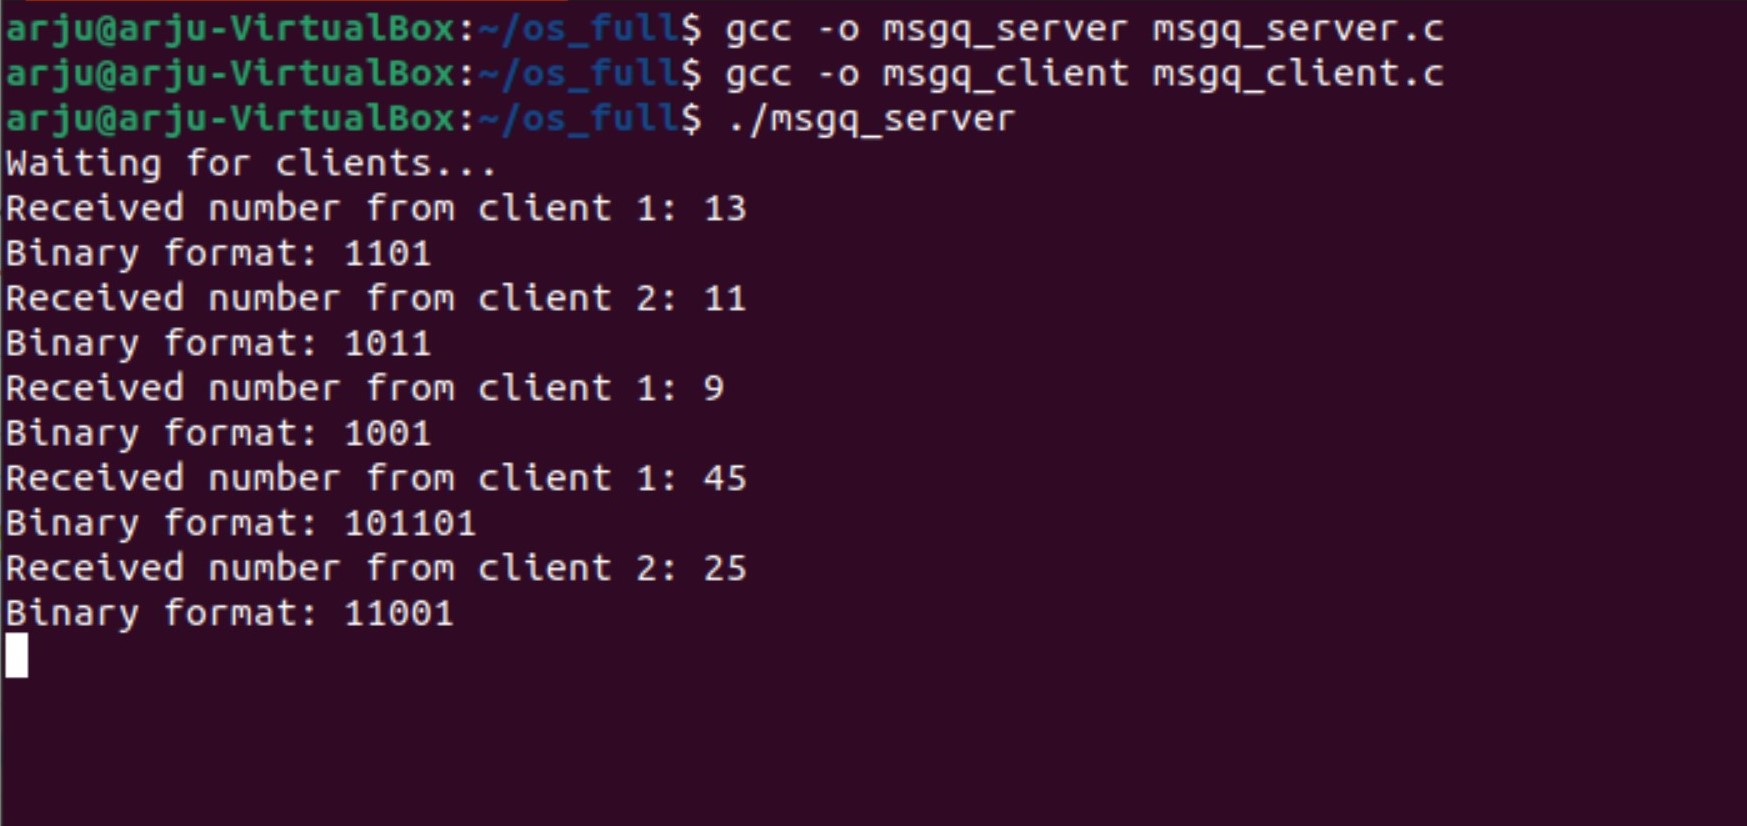 arju@arju-VirtualBox:~/os_full$ gcc -o msgq_server msgq_server.c
arju@arju-VirtualBox:~/os_full$ gcc -o msgq_client msgq_client.c
arju@arju-VirtualBox:~/os_full$ ./msgq_server
Waiting for clients...
Received number from client 1: 13
Binary format: 1101
Received number from client 2: 11
Binary format: 1011
Received number from client 1: 9
Binary format: 1001
Received number from client 1: 45
Binary format: 101101
Received number from client 2: 25
Binary format: 11001